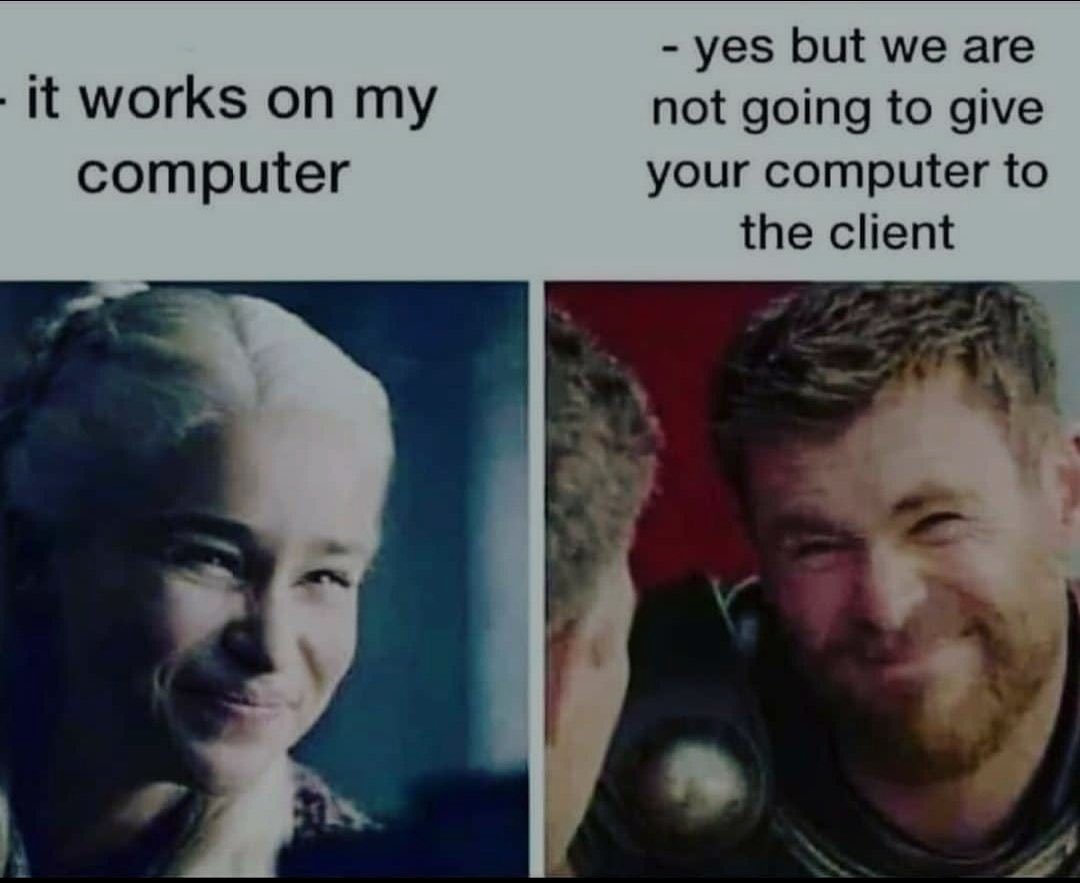 - it works on my
computer
- yes but we are
not going to give
your computer to
the client